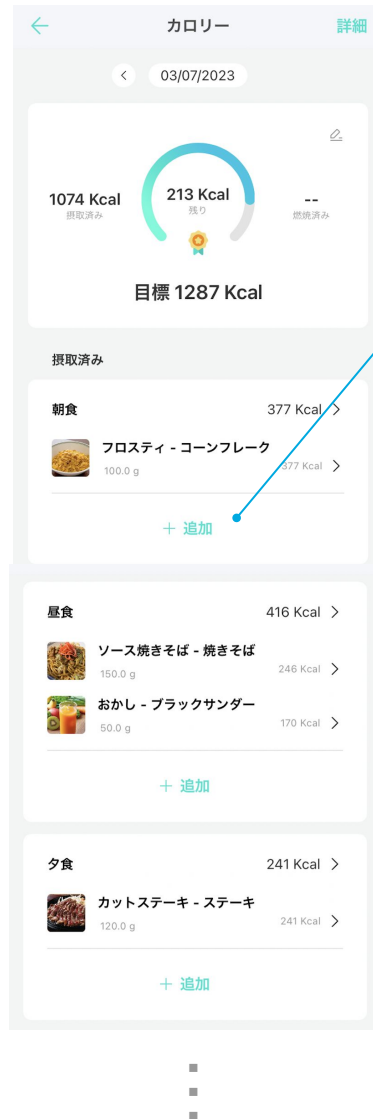 カロリー
詳細
03/07/2023
1074 Kcal
摂取済み
213 Kcal
残り
--
燃焼済み
目標 1287 Kcal
摂取済み
朝食
377 Kcal
フロスティ - コーンフレーク
100.0 g
377 Kcal
+ 追加
昼食
416 Kcal
ソース焼きそば - 焼きそば
150.0 g
246 Kcal
おかし - ブラックサンダー
50.0 g
170 Kcal
+ 追加
夕食
241 Kcal
カットステーキ - ステーキ
120.0 g
241 Kcal
+ 追加